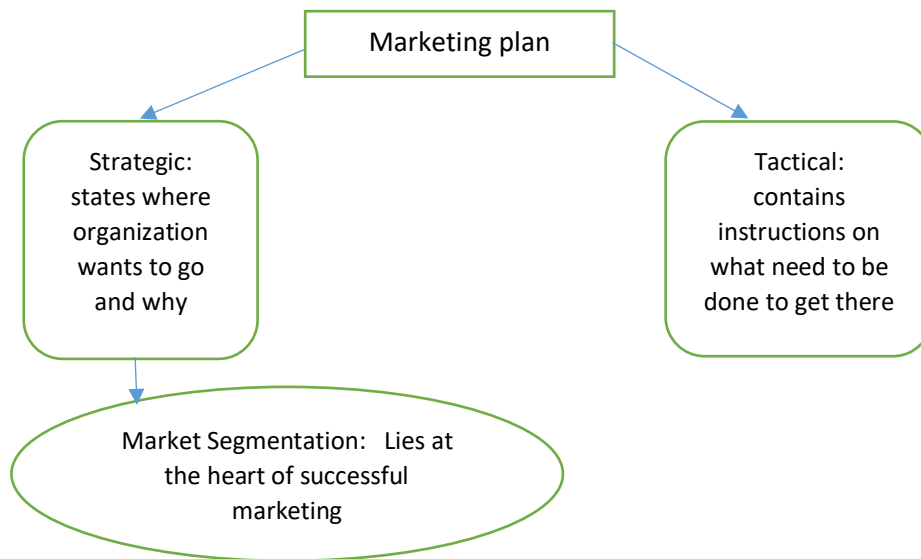 Marketing plan
Strategic:
states where
organization
wants to go
and why
Tactical:
contains
instructions on
what need to be
done to get there
Market Segmentation:   Lies at
the heart of successful
marketing